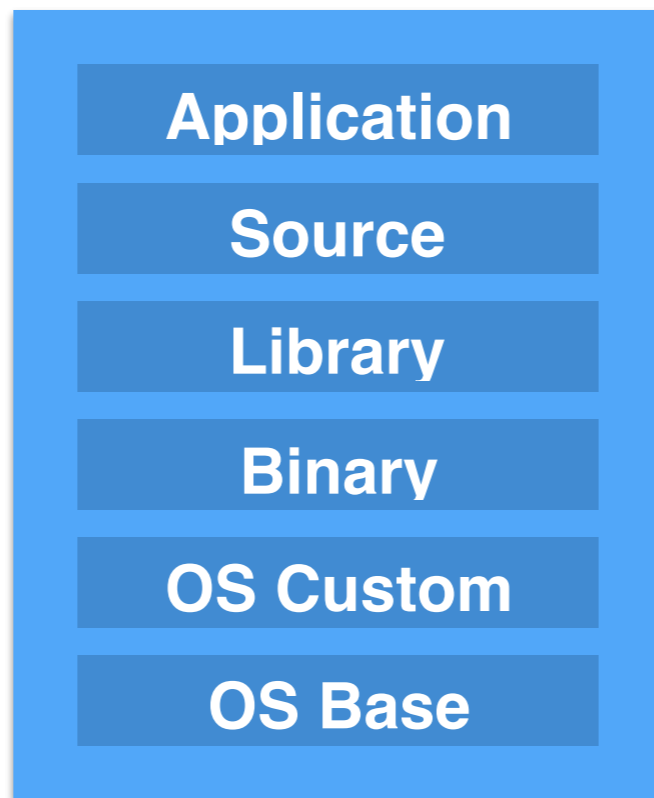 Application
Source
Library
Binary
OS Custom
OS Base